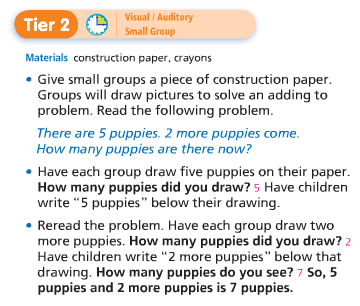 Tier 2
Visual / Auditory
Small Group
Materials construction paper, crayons
• Give small groups a piece of construction paper.
Groups will draw pictures to solve an adding to
problem. Read the following problem.
There are 5 puppies. 2 more puppies come.
How many puppies are there now?
• Have each group draw five puppies on their paper.
How many puppies did you draw? 5 Have children
write “5 puppies” below their drawing.
• Reread the problem. Have each group draw two
more puppies. How many puppies did you draw? 2
Have children write “2 more puppies” below that
drawing. How many puppies do you see? 7 So, 5
puppies and 2 more puppies is 7 puppies.